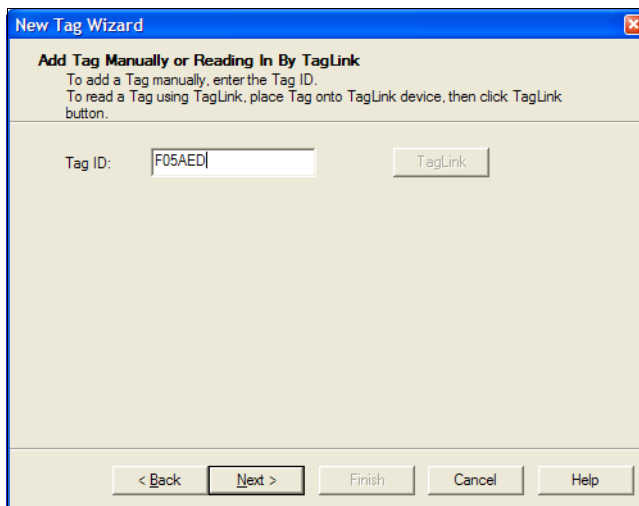 New Tag Wizard
Add Tag Manually or Reading In By TagLink
To add a Tag manually, enter the Tag ID.
To read a Tag using TagLink, place Tag onto TagLink device, then click TagLink
button.
Tag ID: F05AED TagLink
< Back Next > Finish Cancel Help